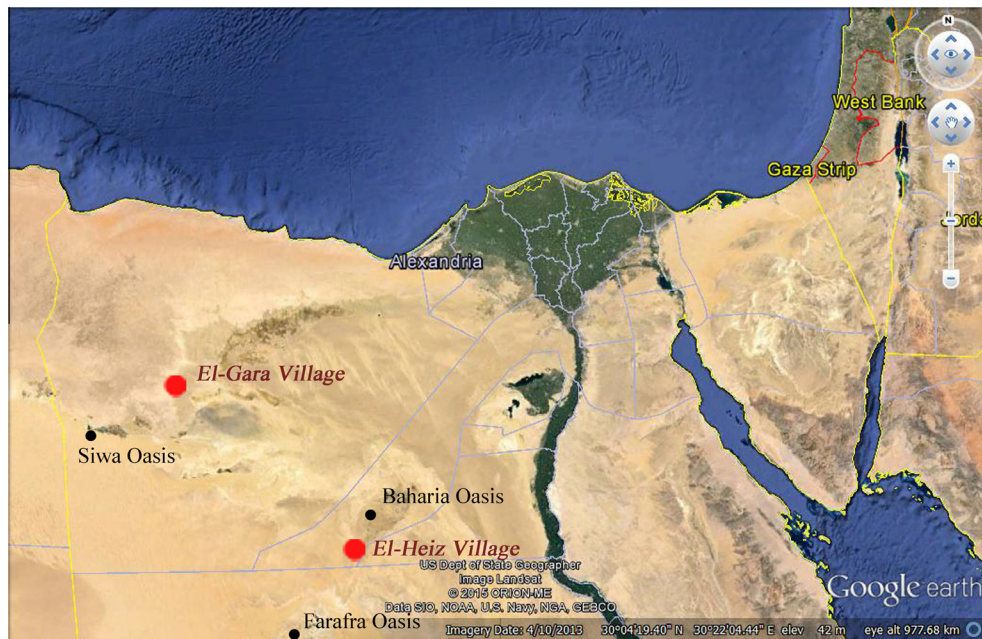 N
West Bank
Gaza Strip
Jorda
Alexandria
El-Gara Village
Siwa Oasis
Baharia Oasis
El-Heiz Village
US Dept of State Geographer
Image Landsat
© 2015 ORION-ME
Data SIO, NOAA, U.S. Navy, NGA, GEBCO
Google earth
Farafra Oasis
Imagery Date: 4/10/2013 30°04'19.40" N 30°22'04.44" E elev 42 m eye alt 977.68 km